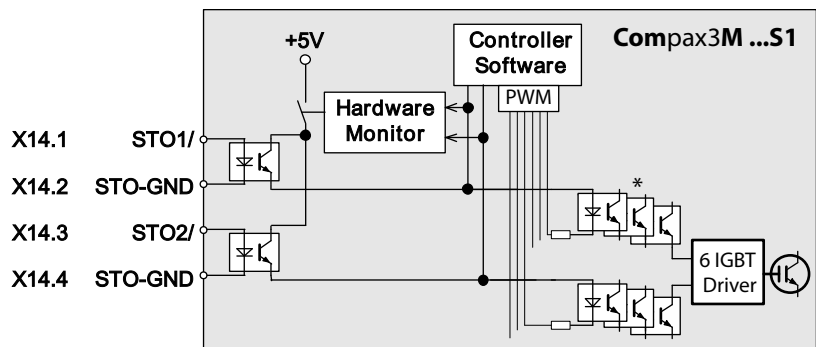 Compax3M ...S1
+5V
Controller
Software
PWM
Hardware
Monitor
X14.1 STO1/
X14.2 STO-GND
X14.3 STO2/
X14.4 STO-GND
*
6 IGBT
Driver